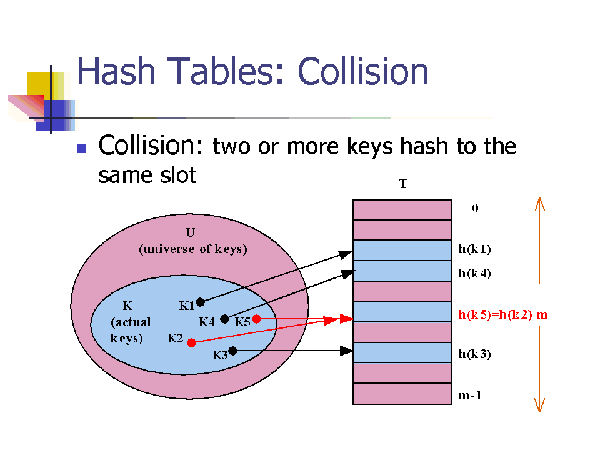 Hash Tables: Collision
Collision: two or more keys hash to the
same slot
T
0
U
(universe of keys)
h(k1)
h(k4)
K
(actual
keys)
K1
K4
K5
K2
K3
h(k5)=h(k2) m
h(k3)
m-1